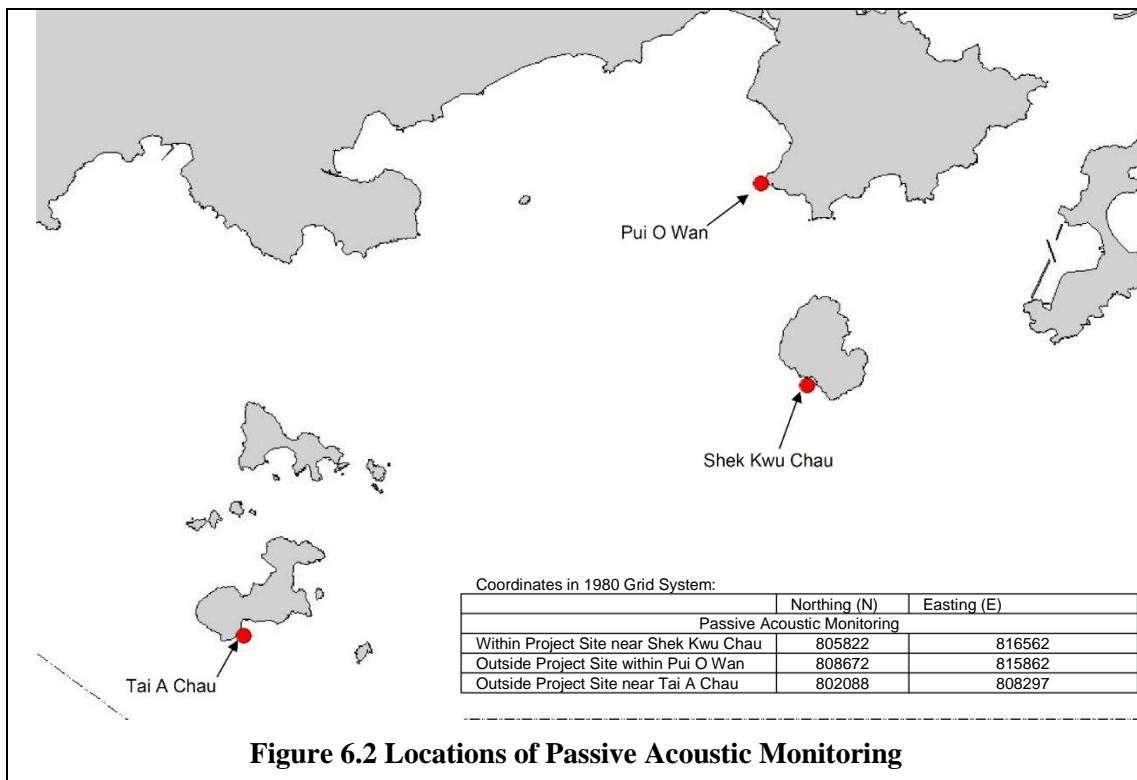 Pui O Wan
Shek Kwu Chau
Tai A Chau
Coordinates in 1980 Grid System:
Northing (N) Easting (E)
Passive Acoustic Monitoring
Within Project Site near Shek Kwu Chau 805822 816562
Outside Project Site within Pui O Wan 808672 815862
Outside Project Site near Tai A Chau 802088 808297
Figure 6.2 Locations of Passive Acoustic Monitoring